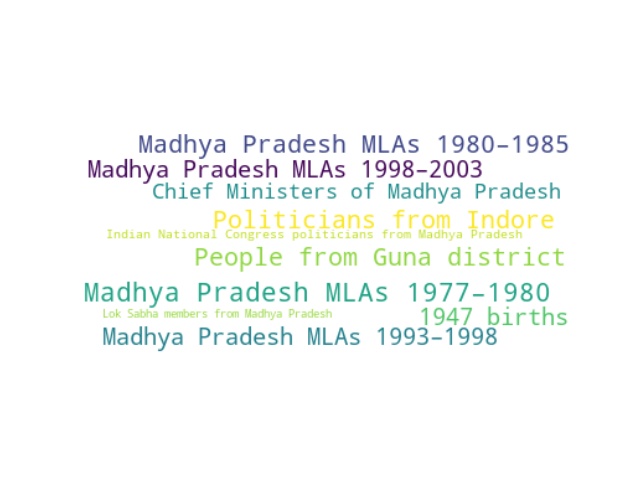 Madhya Pradesh MLAs 1980–1985
Madhya Pradesh MLAs 1998–2003
Chief Ministers of Madhya Pradesh
Politicians from Indore
Indian National Congress politicians from Madhya Pradesh
People from Guna district
Madhya Pradesh MLAs 1977–1980
Lok Sabha members from Madhya Pradesh
1947 births
Madhya Pradesh MLAs 1993–1998